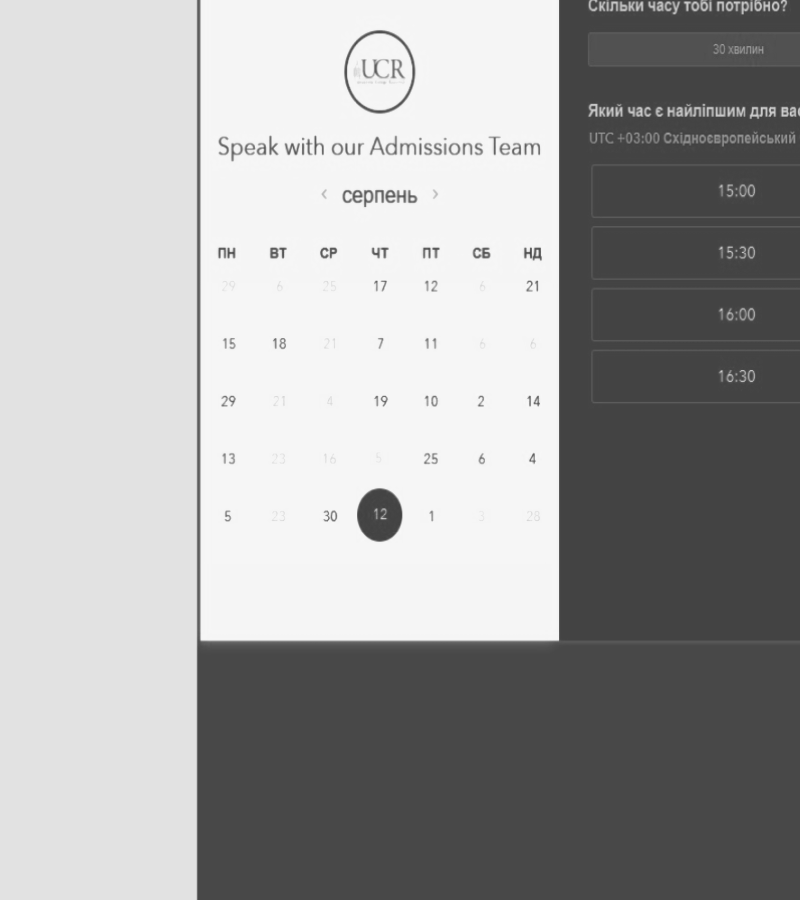 UCR
Speak with our Admissions Team
‹ серпень ›
ПН ВТ СР ЧТ ПТ СБ НД
29 6 25 17 12 6 21
15 18 21 7 11 6 6
29 21 4 19 10 2 14
13 23 16 5 25 6 4
5 23 30 12 1 3 28
Скільки часу тобі потрібно?
30 хвилин
Який час є найліпшим для вас
UTC +03:00 Східноєвропейський
15:00
15:30
16:00
16:30